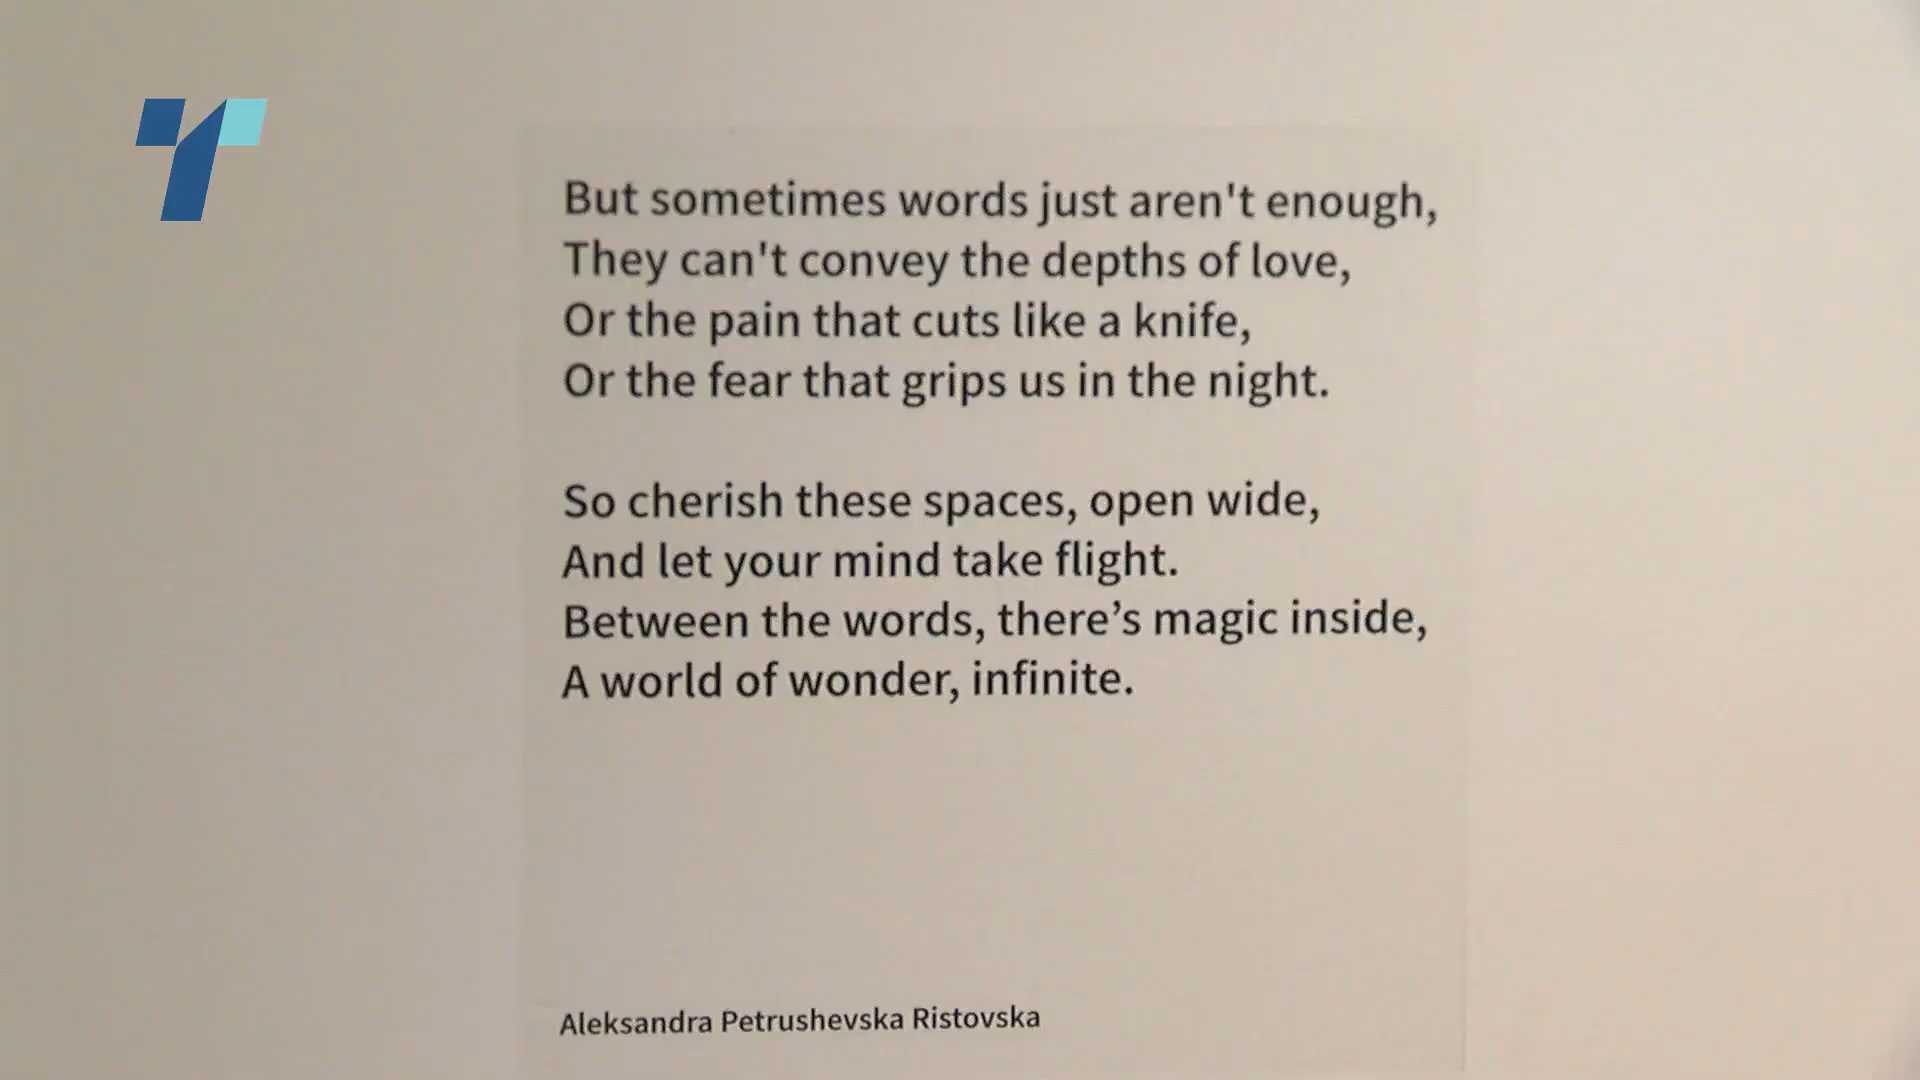 But sometimes words just aren't enough,
They can't convey the depths of love,
Or the pain that cuts like a knife,
Or the fear that grips us in the night.
So cherish these spaces, open wide,
And let your mind take flight.
Between the words, there’s magic inside,
A world of wonder, infinite.
Aleksandra Petrushevska Ristovska